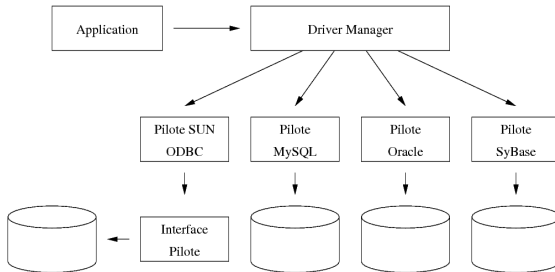 Application
Driver Manager
Pilote SUN
ODBC
Pilote
MySQL
Pilote
Oracle
Pilote
SyBase
Interface
Pilote